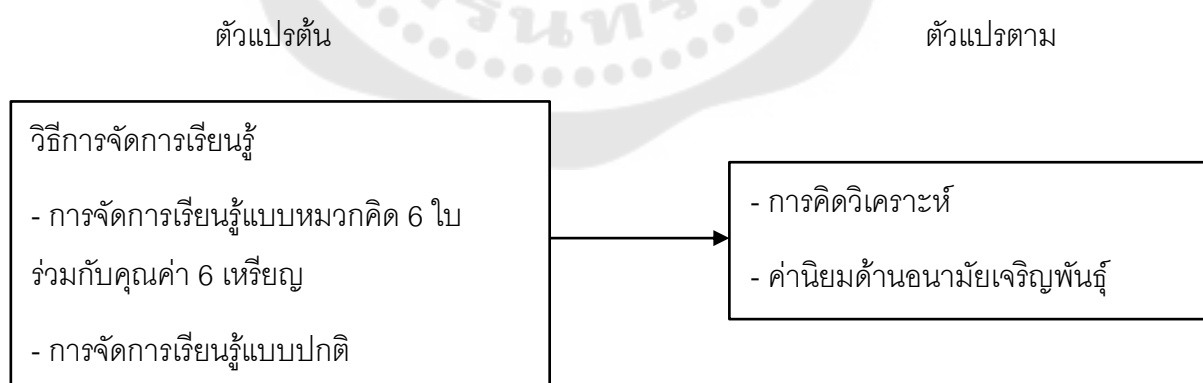 ตัวแปรต้น
ตัวแปรตาม
วิธีการจัดการเรียนรู้
- การจัดการเรียนรู้แบบหมวกคิด 6 ใบ
ร่วมกับคุณค่า 6 เหรียญ
- การจัดการเรียนรู้แบบปกติ
- การคิดวิเคราะห์
- ค่านิยมด้านอนามัยเจริญพันธุ์